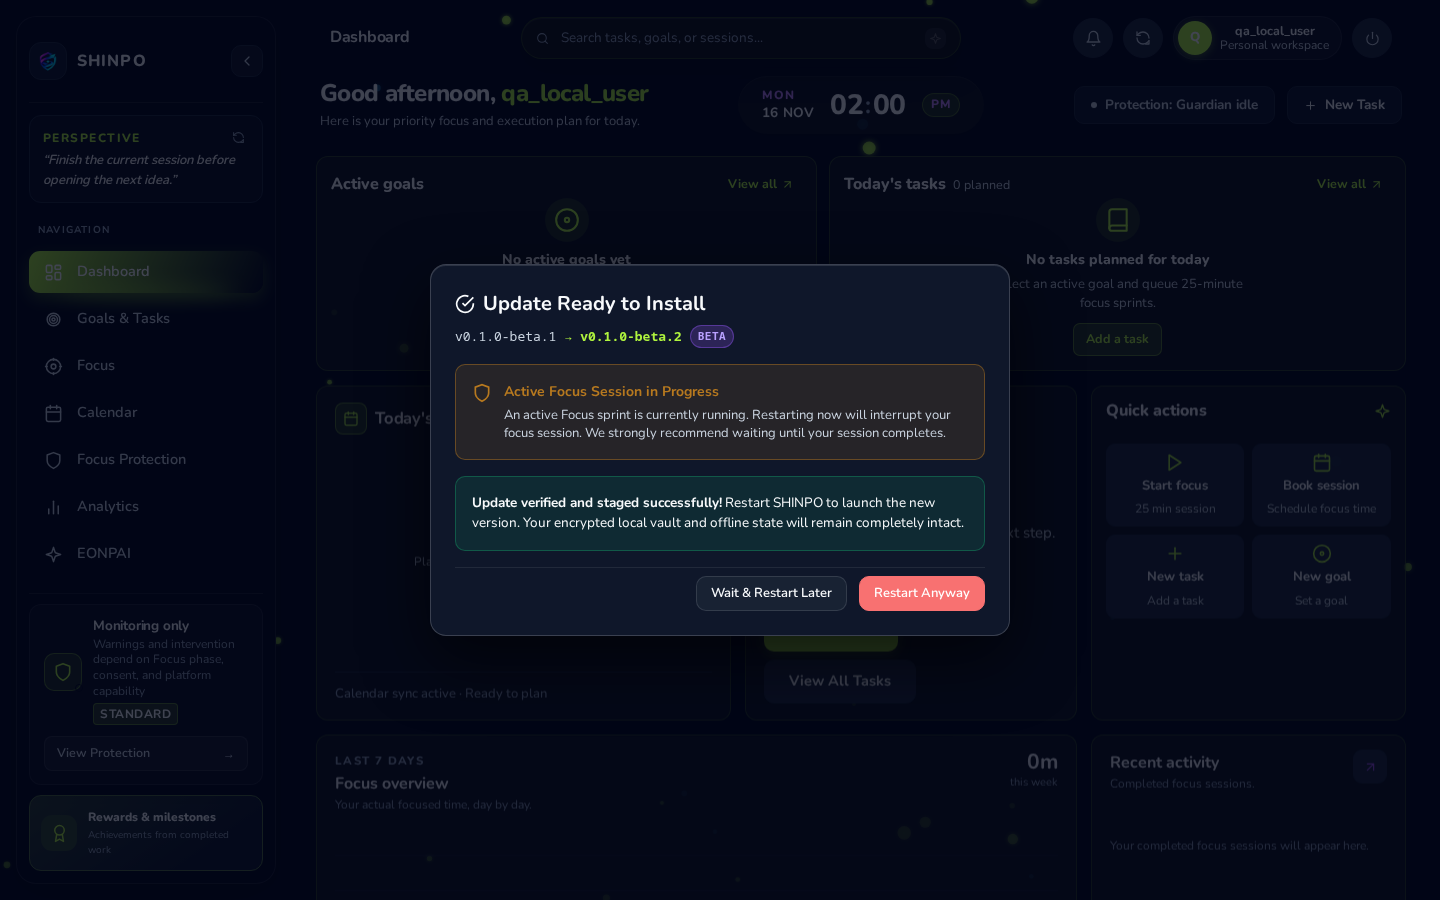 SHINPO
PERSPECTIVE
“Finish the current session before
opening the next idea.”
NAVIGATION
Dashboard
Goals & Tasks
Focus
Calendar
Focus Protection
Analytics
EONPAI
Monitoring only
Warnings and intervention
depend on Focus phase,
consent, and platform
capability
STANDARD
View Protection →
Rewards & milestones
Achievements from completed
work
Dashboard
Search tasks, goals, or sessions...
Q
qa_local_user
Personal workspace
Good afternoon, qa_local_user
Here is your priority focus and execution plan for today.
MON
16 NOV
02:00 PM
Protection: Guardian idle
New Task
Active goals
View all
No active goals yet
Today's tasks 0 planned
View all
No tasks planned for today
focus sprints.
Add a task
Update Ready to Install
v0.1.0-beta.1 → v0.1.0-beta.2 BETA
Active Focus Session in Progress
An active Focus sprint is currently running. Restarting now will interrupt your
focus session. We strongly recommend waiting until your session completes.
Update verified and staged successfully! Restart SHINPO to launch the new
version. Your encrypted local vault and offline state will remain completely intact.
Wait & Restart Later
Restart Anyway
Today's
Calendar sync active · Ready to plan
View All Tasks
Quick actions
Start focus
25 min session
Book session
Schedule focus time
New task
Add a task
New goal
Set a goal
LAST 7 DAYS
Focus overview
Your actual focused time, day by day.
0m
this week
Recent activity
Completed focus sessions.
Your completed focus sessions will appear here.